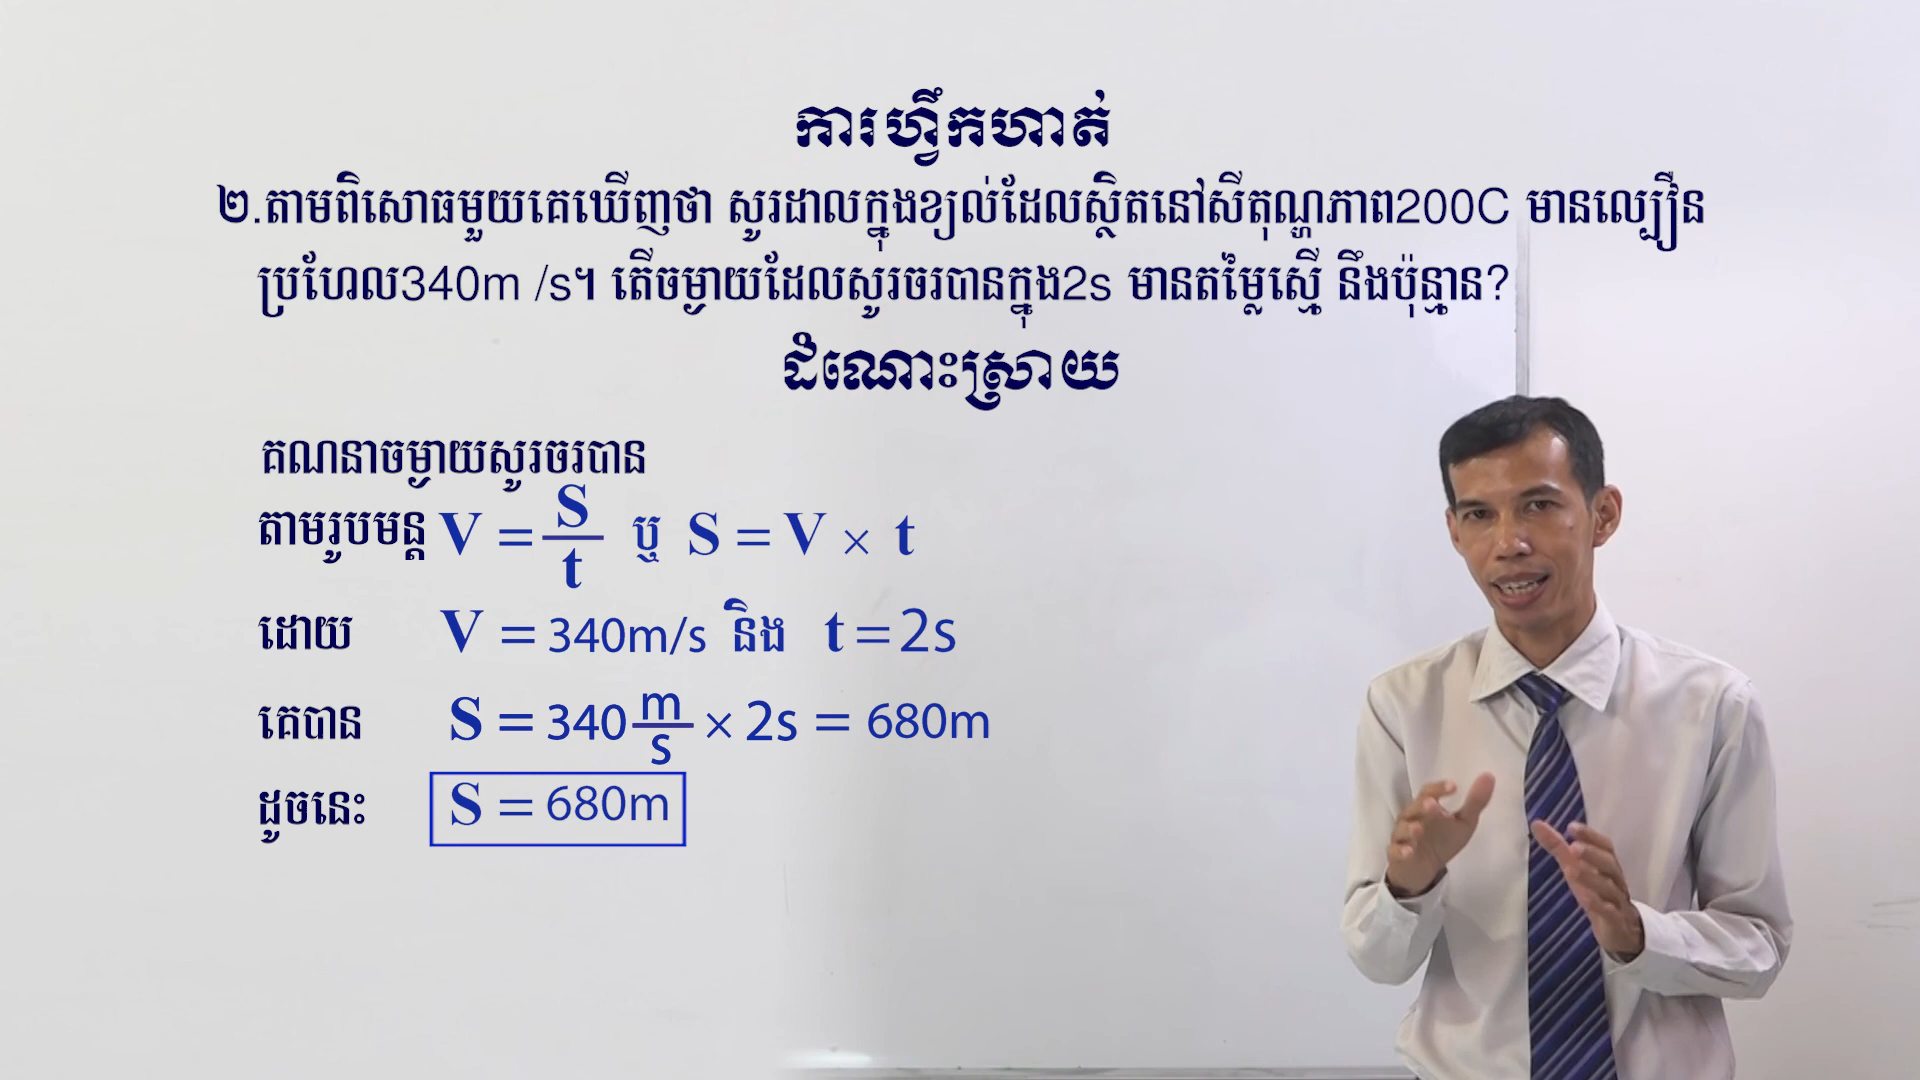 ការហ្វឹកហាត់
២.តាមពិសោធមួយគេឃើញថា សូរដាលក្នុងខ្យល់ដែលស្ថិតនៅសីតុណ្ហភាព200C មានល្បឿន
ប្រហែល340m /s។ តើចម្ងាយដែលសូរចរបានក្នុង2s មានតម្លៃស្មើ នឹងប៉ុន្មាន?
ដំណោះស្រាយ
គណនាចម្ងាយសូរចរបាន
តាមរូបមន្ត V = S/t ឬ S = V × t
ដោយ V = 340m/s និង t = 2s
គេបាន S = 340 m/s × 2s = 680m
ដូចនេះ S = 680m